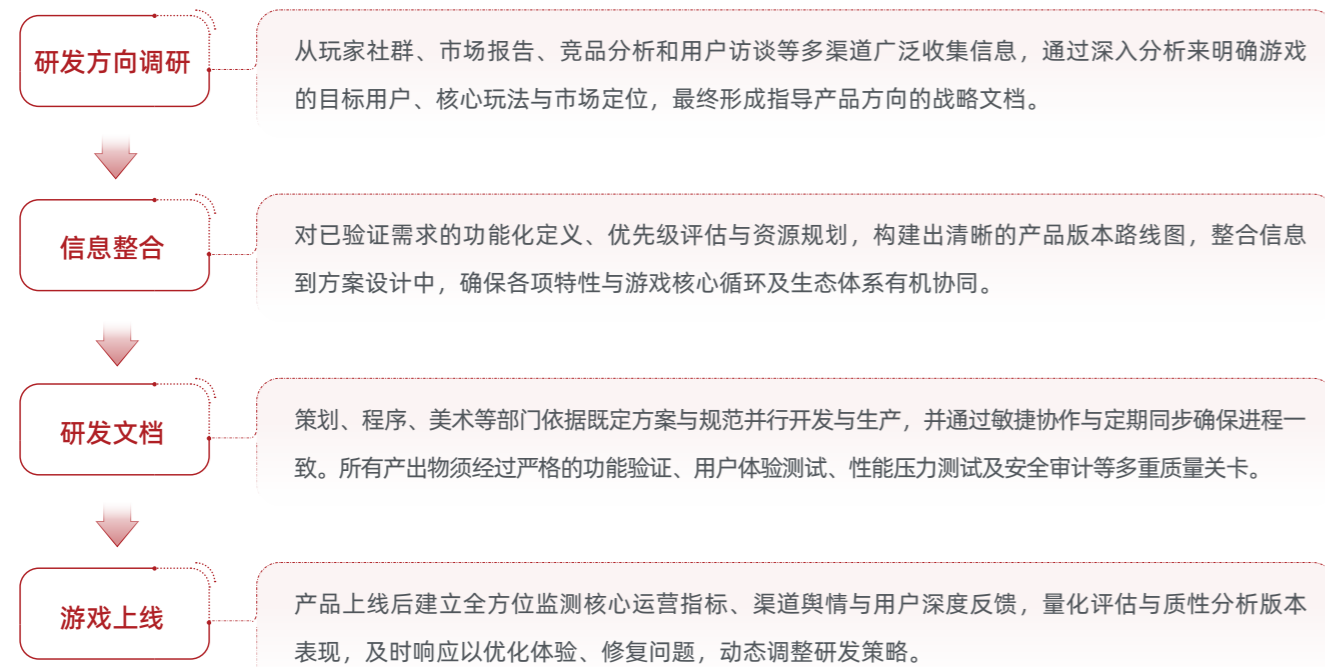 研发方向调研
从玩家社群、市场报告、竞品分析和用户访谈等多渠道广泛收集信息，通过深入分析来明确游戏
的目标用户、核心玩法与市场定位，最终形成指导产品方向的战略文档。
信息整合
对已验证需求的功能化定义、优先级评估与资源规划，构建出清晰的产品版本路线图，整合信息
到方案设计中，确保各项特性与游戏核心循环及生态体系有机协同。
研发文档
策划、程序、美术等部门依据既定方案与规范并行开发与生产，并通过敏捷协作与定期同步确保进程一
致。所有产出物须经过严格的功能验证、用户体验测试、性能压力测试及安全审计等多重质量关卡。
游戏上线
产品上线后建立全方位监测核心运营指标、渠道舆情与用户深度反馈，量化评估与质性分析版本
表现，及时响应以优化体验、修复问题，动态调整研发策略。